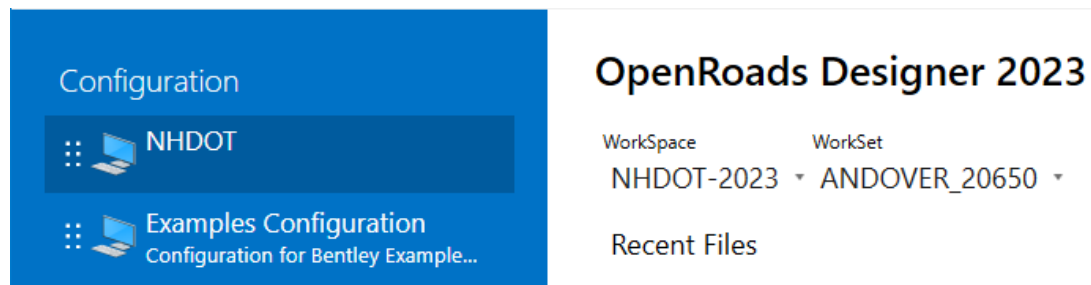 Configuration
NHDOT
Examples Configuration
Configuration for Bentley Example...
OpenRoads Designer 2023
WorkSpace WorkSet
NHDOT-2023 ANDOVER_20650
Recent Files